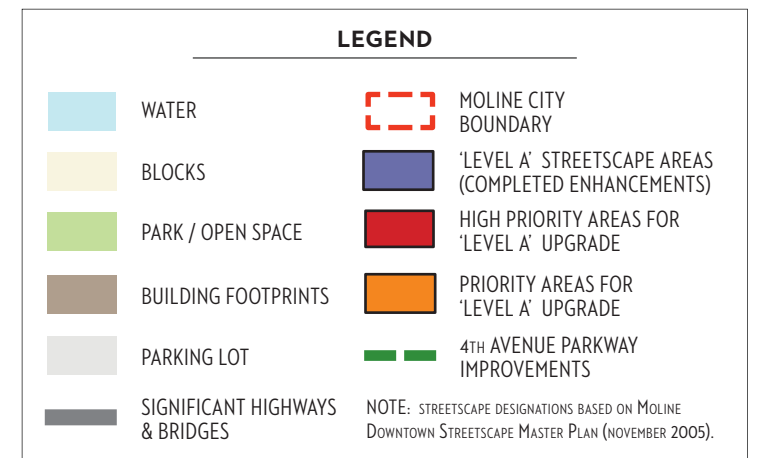 LEGEND
WATER
BLOCKS
PARK / OPEN SPACE
BUILDING FOOTPRINTS
PARKING LOT
SIGNIFICANT HIGHWAYS
& BRIDGES
MOLINE CITY
BOUNDARY
‘LEVEL A’ STREETSCAPE AREAS
(COMPLETED ENHANCEMENTS)
HIGH PRIORITY AREAS FOR
‘LEVEL A’ UPGRADE
PRIORITY AREAS FOR
‘LEVEL A’ UPGRADE
4TH AVENUE PARKWAY
IMPROVEMENTS
NOTE: STREETSCAPE DESIGNATIONS BASED ON MOLINE
DOWNTOWN STREETSCAPE MASTER PLAN (NOVEMBER 2005).